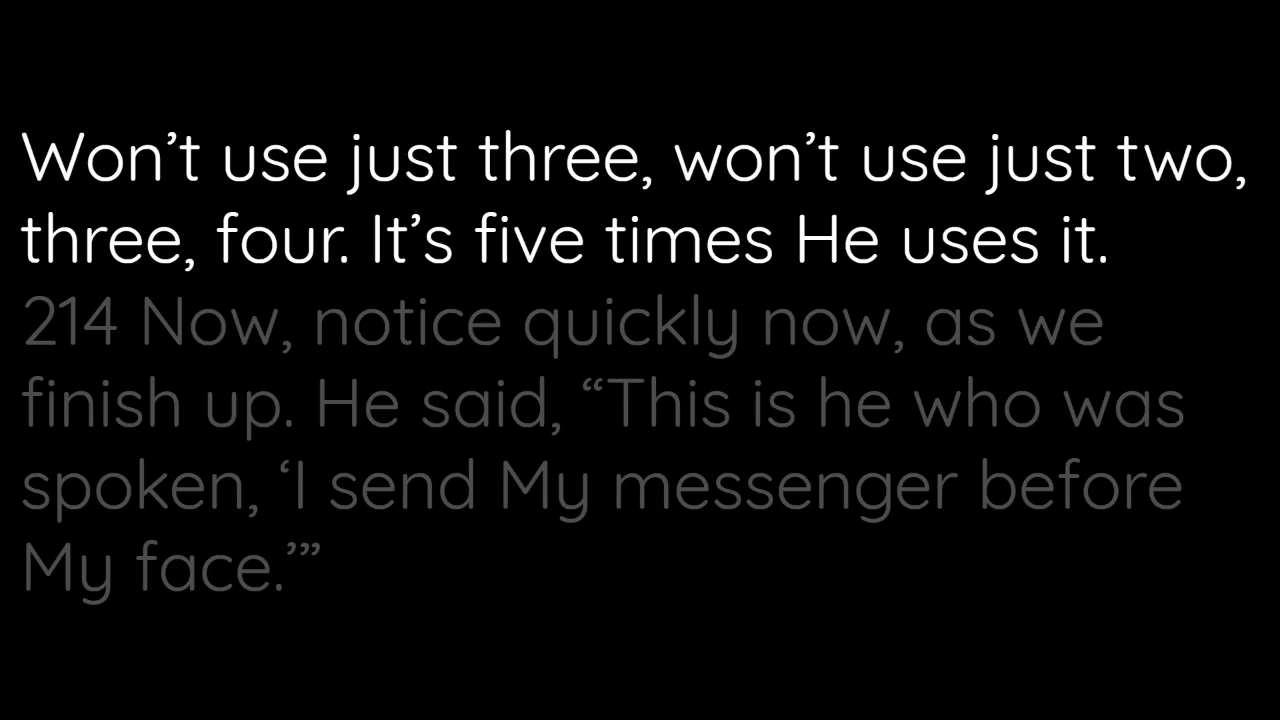 Won’t use just three, won’t use just two,
three, four. It’s five times He uses it.
214 Now, notice quickly now, as we
finish up. He said, “This is he who was
spoken, ‘I send My messenger before
My face.’”